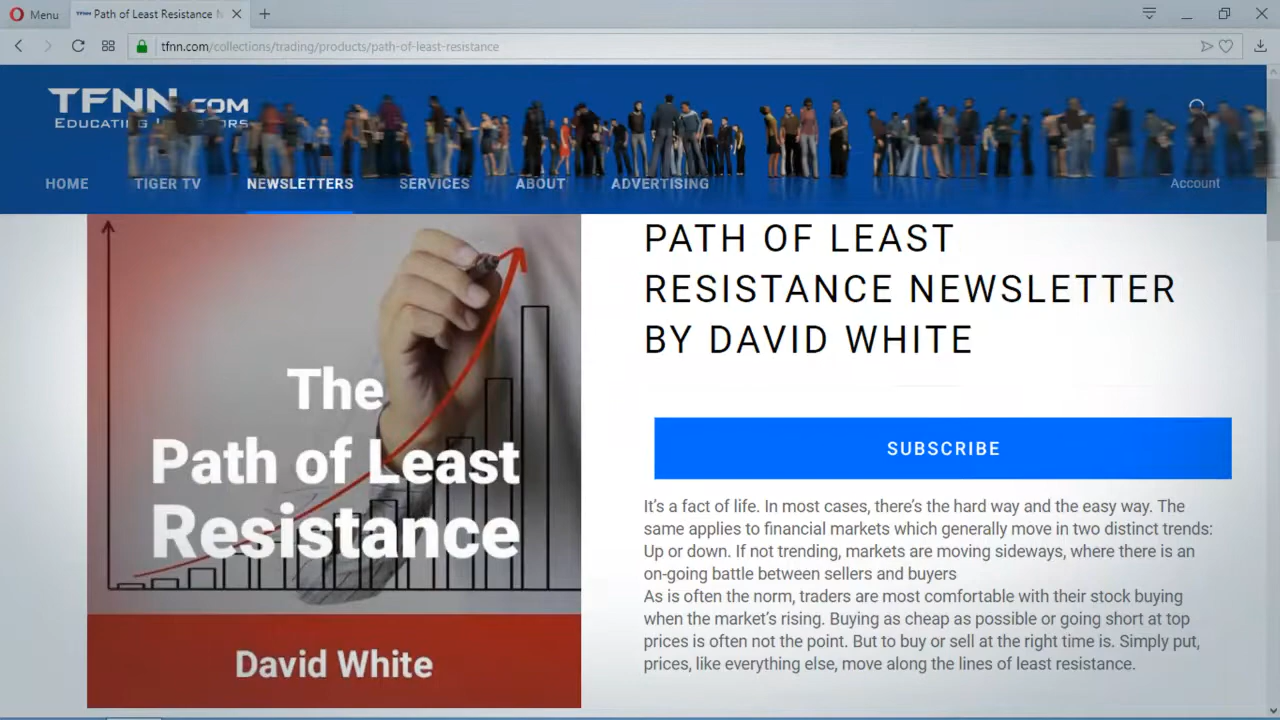 Menu
Path of Least Resistance N
tfnn.com/collections/trading/products/path-of-least-resistance
TFNN.COM
EDUCATING INVESTORS
HOME TIGER TV NEWSLETTERS SERVICES ABOUT ADVERTISING Account
The
Path of Least
Resistance
David White
PATH OF LEAST
RESISTANCE NEWSLETTER
BY DAVID WHITE
SUBSCRIBE
It's a fact of life. In most cases, there's the hard way and the easy way. The
same applies to financial markets which generally move in two distinct trends:
Up or down. If not trending, markets are moving sideways, where there is an
on-going battle between sellers and buyers
As is often the norm, traders are most comfortable with their stock buying
when the market's rising. Buying as cheap as possible or going short at top
prices is often not the point. But to buy or sell at the right time is. Simply put,
prices, like everything else, move along the lines of least resistance.